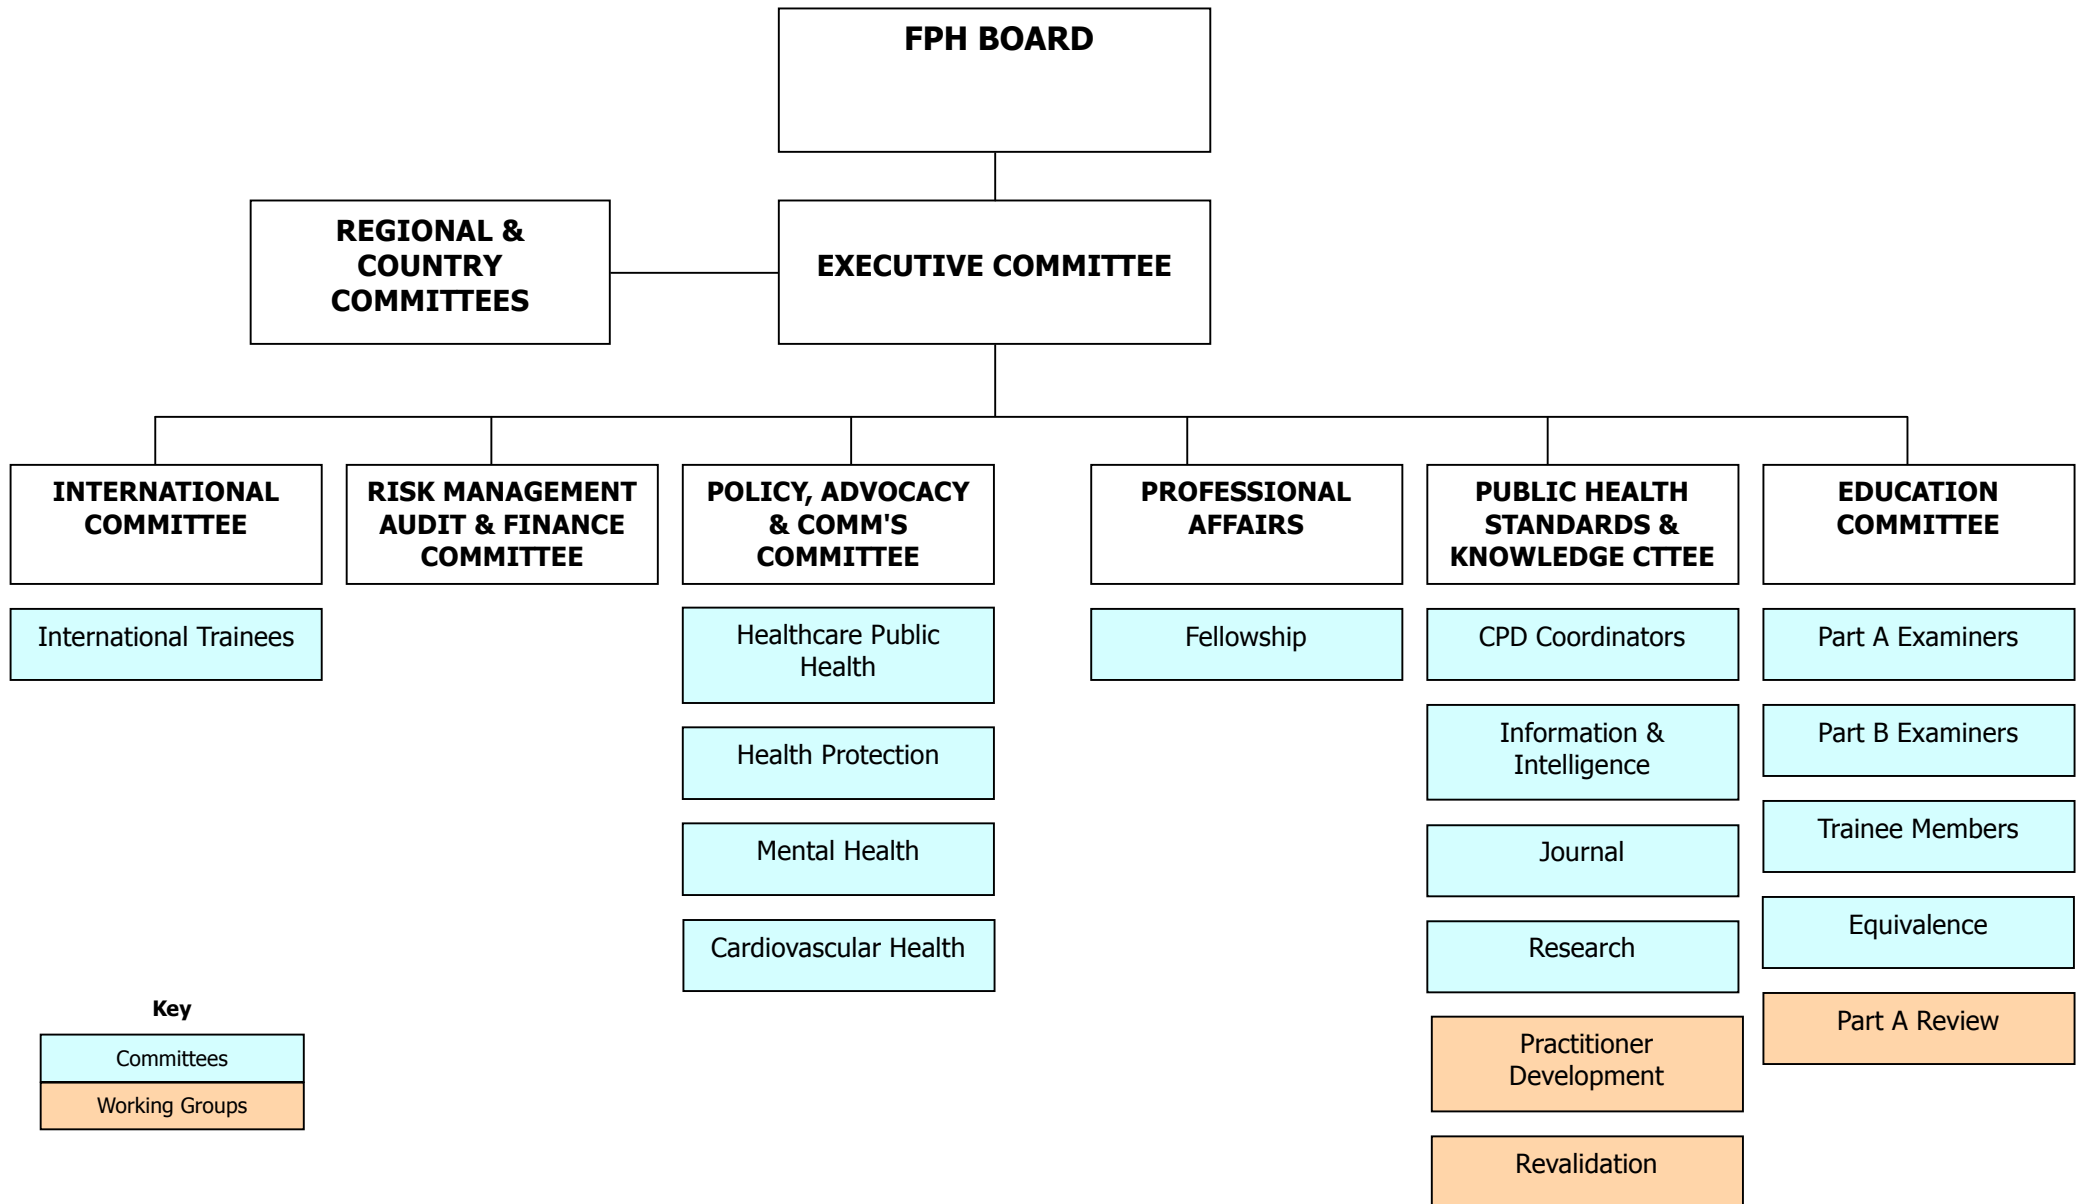 FPH BOARD
REGIONAL &
COUNTRY
COMMITTEES
EXECUTIVE COMMITTEE
INTERNATIONAL
COMMITTEE
RISK MANAGEMENT
AUDIT & FINANCE
COMMITTEE
POLICY, ADVOCACY
& COMM'S
COMMITTEE
PROFESSIONAL
AFFAIRS
PUBLIC HEALTH
STANDARDS &
KNOWLEDGE CTTEE
EDUCATION
COMMITTEE
International Trainees
Healthcare Public
Health
Health Protection
Mental Health
Cardiovascular Health
Fellowship
CPD Coordinators
Information &
Intelligence
Journal
Research
Practitioner
Development
Revalidation
Part A Examiners
Part B Examiners
Trainee Members
Equivalence
Part A Review
Key
Committees
Working Groups